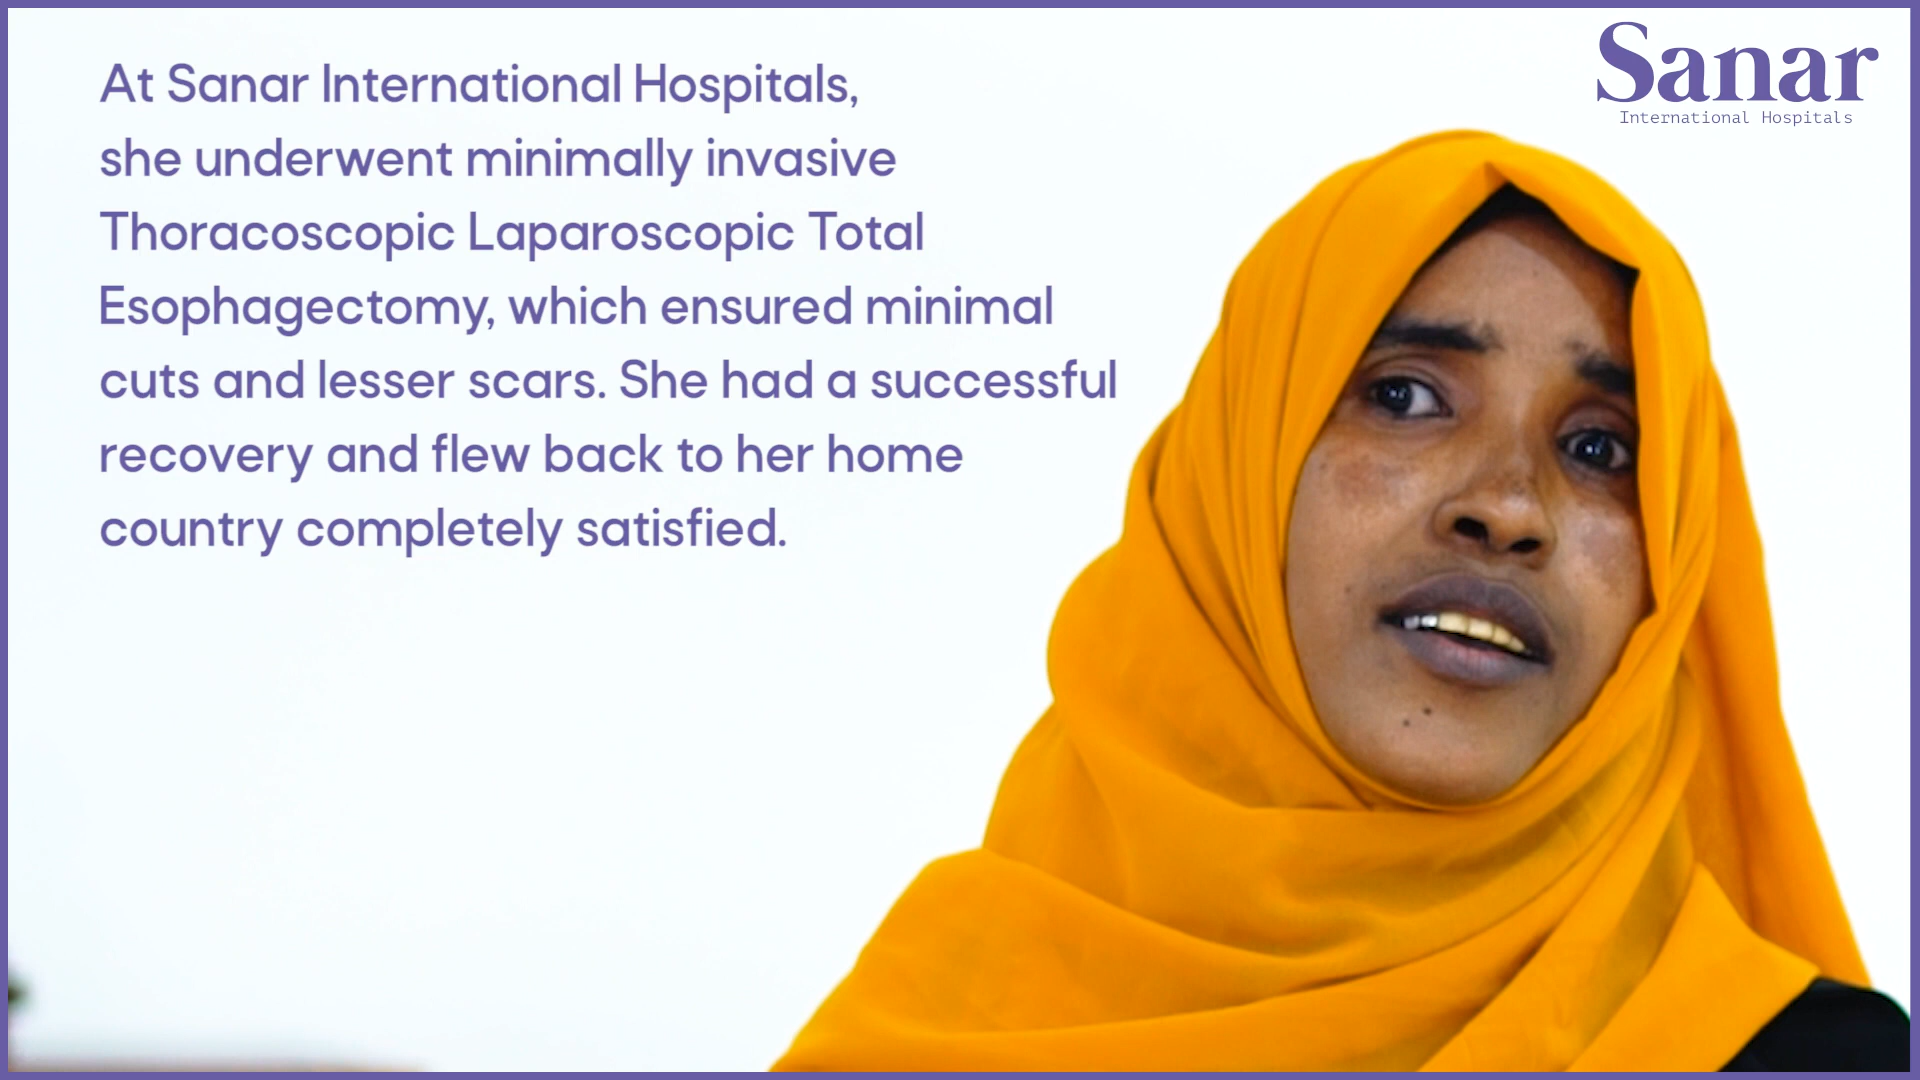 Sanar
International Hospitals
At Sanar International Hospitals,
she underwent minimally invasive
Thoracoscopic Laparoscopic Total
Esophagectomy, which ensured minimal
cuts and lesser scars. She had a successful
recovery and flew back to her home
country completely satisfied.